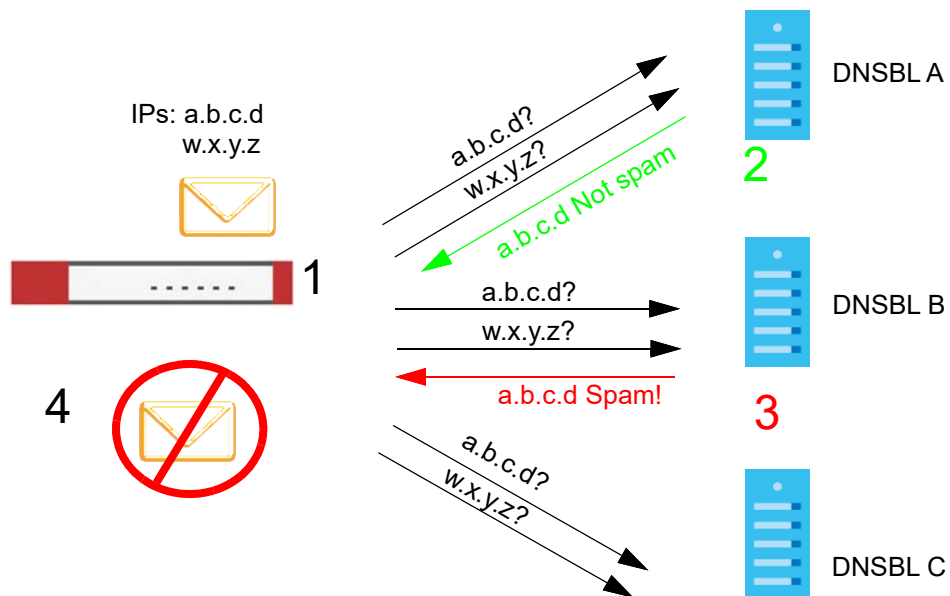 IPs: a.b.c.d
w.x.y.z
1
a.b.c.d?
w.x.y.z?
a.b.c.d Not spam
DNSBL A
2
a.b.c.d?
w.x.y.z?
a.b.c.d Spam!
DNSBL B
3
4
a.b.c.d?
w.x.y.z?
DNSBL C